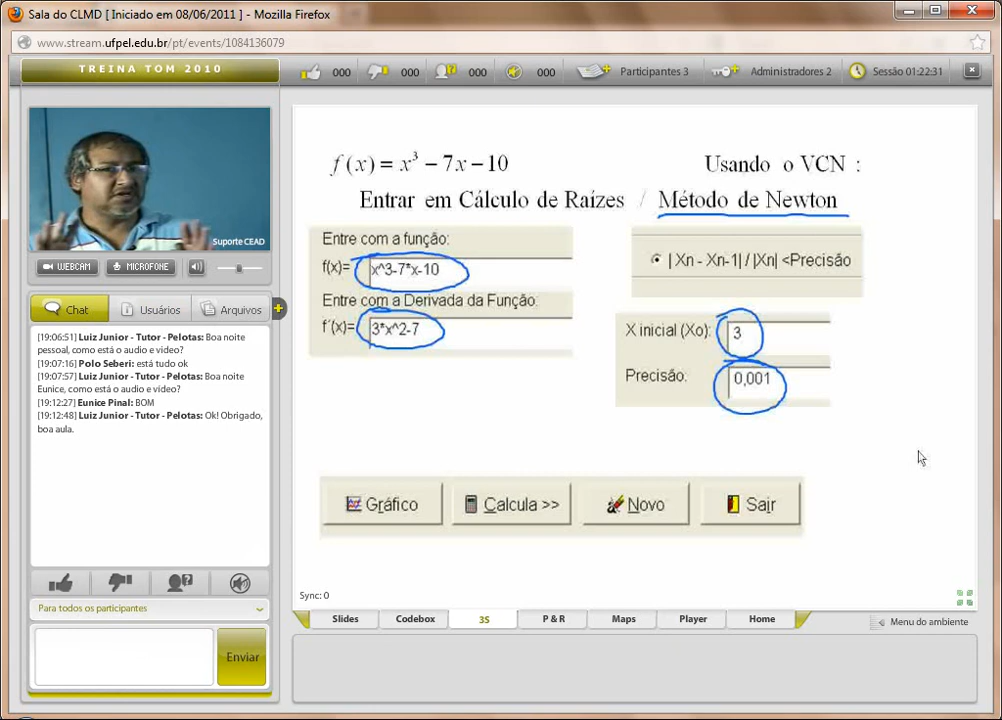 Sala do CLMD [ Iniciado em 08/06/2011 ] - Mozilla Firefox
www.stream.ufpel.edu.br/pt/events/1084136079
TREINA TOM 2010
000 000 000 000 Participantes 3 Administradores 2 Sessão 01:22:31
Suporte CEAD
WEBCAM MICROFONE
Chat Usuários Arquivos
[19:06:51] Luiz Junior - Tutor - Pelotas: Boa noite
pessoal, como está o audio e video?
[19:07:16] Polo Seberi: está tudo ok
[19:07:57] Luiz Junior - Tutor - Pelotas: Boa noite
Eunice, como está o audio e video?
[19:12:27] Eunice Pinal: BOM
[19:12:48] Luiz Junior - Tutor - Pelotas: Ok! Obrigado,
boa aula.
Para todos os participantes
Enviar
f(x) = x³ − 7x − 10 Usando o VCN :
Entrar em Cálculo de Raízes / Método de Newton
Entre com a função:
f(x)= x^3-7*x-10
Entre com a Derivada da Função:
f´(x)= 3*x^2-7
| Xn - Xn-1| / |Xn| <Precisão
X inicial (Xo): 3
Precisão: 0,001
Gráfico Calcula >> Novo Sair
Sync: 0
Slides Codebox 35 P & R Maps Player Home
Menu do ambiente